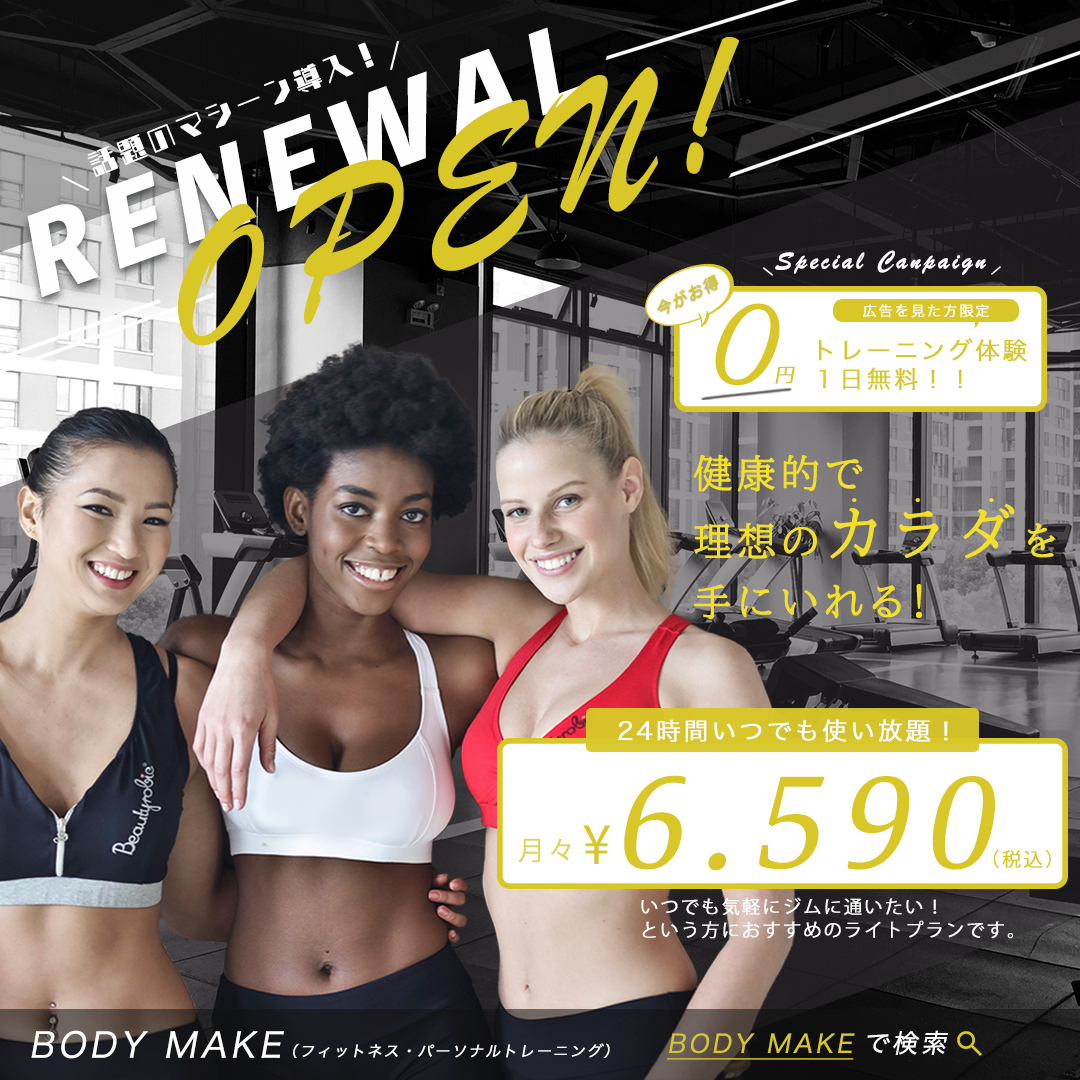 話題のマシーン導入！
RENEWAL
OPEN!
Special Canpaign
今がお得
広告を見た方限定
0円
トレーニング体験
1日無料！！
健康的で
理想のカラダを
手にいれる！
24時間いつでも使い放題！
月々¥6.590（税込）
いつでも気軽にジムに通いたい！
という方におすすめのライトプランです。
Beautyrobic
BODY MAKE（フィットネス・パーソナルトレーニング）
BODY MAKEで検索